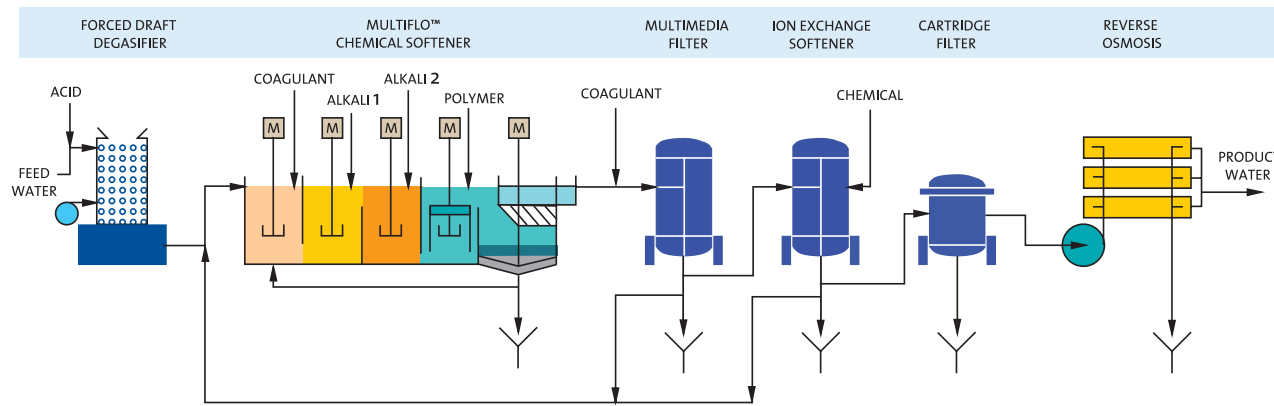 FORCED DRAFT
DEGASIFIER
MULTIFLO™
CHEMICAL SOFTENER
MULTIMEDIA
FILTER
ION EXCHANGE
SOFTENER
CARTRIDGE
FILTER
REVERSE
OSMOSIS
ACID
FEED
WATER
COAGULANT
ALKALI 1
ALKALI 2
POLYMER
M
M
M
M
M
COAGULANT
CHEMICAL
PRODUCT
WATER